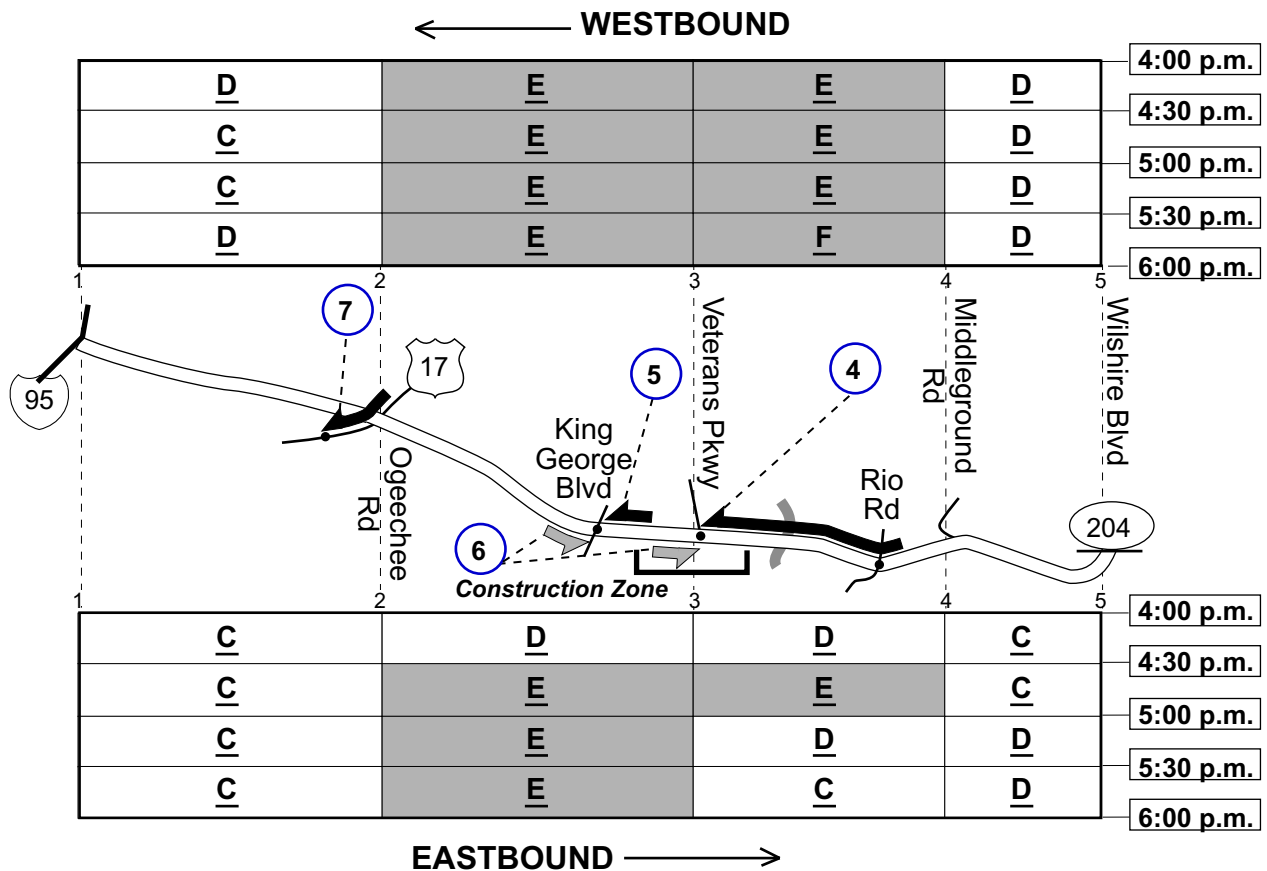 WESTBOUND
4:00 p.m.
D E E D
4:30 p.m.
C E E D
5:00 p.m.
C E E D
5:30 p.m.
D E F D
6:00 p.m.
1 2 3 4 5
7
17
95
5
4
King
George
Blvd
Veterans Pkwy
Middleground
Rd
Wilshire Blvd
Ogeechee
Rd
Rio
Rd
204
6
Construction Zone
1 2 3 4 5
4:00 p.m.
C D D C
4:30 p.m.
C E E C
5:00 p.m.
C E D D
5:30 p.m.
C E C D
6:00 p.m.
EASTBOUND